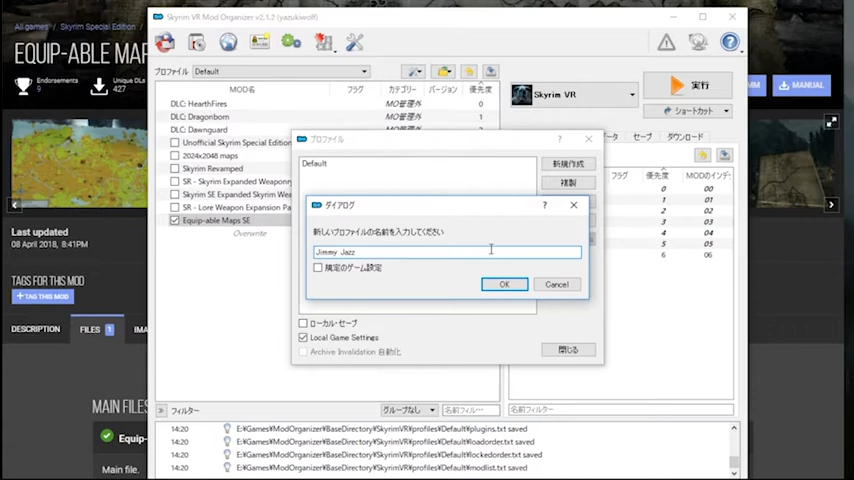 Skyrim VR Mod Organizer v2.1.2 (yazukiwolf)
All games
Skyrim Special Edition
EQUIP-ABLE MAPS
Endorsements
9
Unique DLs
427
MANUAL
プロファイル
Default
MOD名
フラグ
カテゴリー
バージョン
優先度
DLC: HearthFires
MO管理外
0
DLC: Dragonborn
MO管理外
1
DLC: Dawnguard
MO管理外
Unofficial Skyrim Special Edition
2024x2048 maps
Skyrim Revamped
SR - Skyrim Expanded Weaponry
Skyrim SE Expanded Skyrim Wea
SR - Lore Weapon Expansion Pa
Equip-able Maps SE
Overwrite
Skyrim VR
実行
ショートカット
ータ
セーブ
ダウンロード
フラグ
優先度
MODのインデ
0 00
1 01
2 02
3 03
4 04
5 05
6 06
プロファイル
Default
新規作成
複製
ダイアログ
新しいプロファイルの名前を入力してください
Jimmy Jazz
規定のゲーム設定
OK
Cancel
ローカル・セーブ
Local Game Settings
Archive Invalidation 自動化
閉じる
フィルター
グループなし
名前フィル…
名前フィルター
14:20 E:¥Games¥ModOrganizer¥BaseDirectory¥SkyrimVR¥profiles¥Default¥plugins.txt saved
14:20 E:¥Games¥ModOrganizer¥BaseDirectory¥SkyrimVR¥profiles¥Default¥loadorder.txt saved
14:20 E:¥Games¥ModOrganizer¥BaseDirectory¥SkyrimVR¥profiles¥Default¥lockedorder.txt saved
14:20 E:¥Games¥ModOrganizer¥BaseDirectory¥SkyrimVR¥profiles¥Default¥modlist.txt saved
Last updated
08 April 2018, 8:41PM
TAGS FOR THIS MOD
+ TAG THIS MOD
DESCRIPTION
FILES 1
IMA
MAIN FILES
Equip-
Main file.